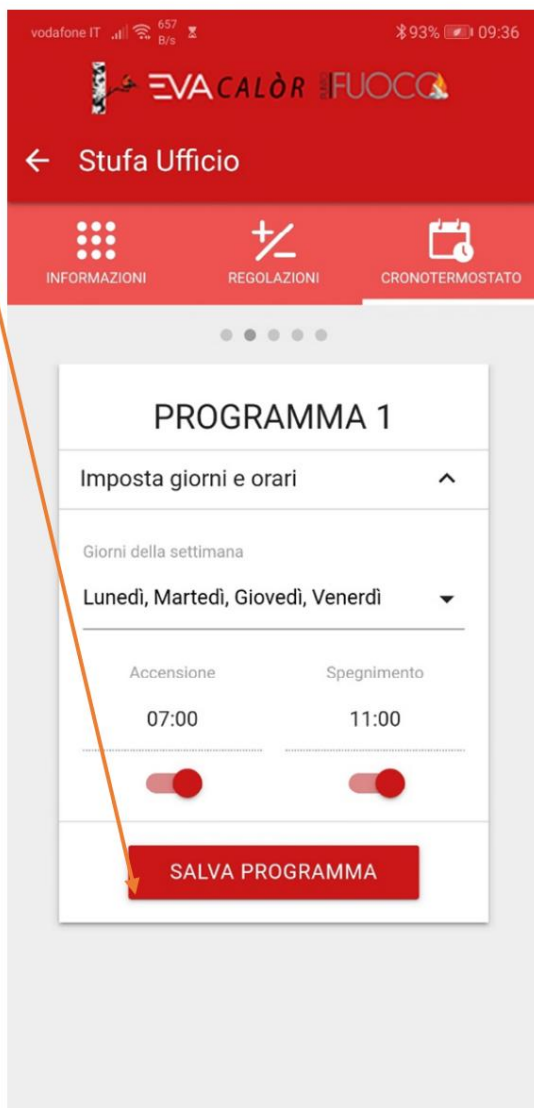 vodafone IT 657 B/s 93% 09:36
EVA CALÒR FUOCO
Stufa Ufficio
INFORMAZIONI REGOLAZIONI CRONOTERMOSTATO
PROGRAMMA 1
Imposta giorni e orari
Giorni della settimana
Lunedì, Martedì, Giovedì, Venerdì
Accensione Spegnimento
07:00 11:00
SALVA PROGRAMMA